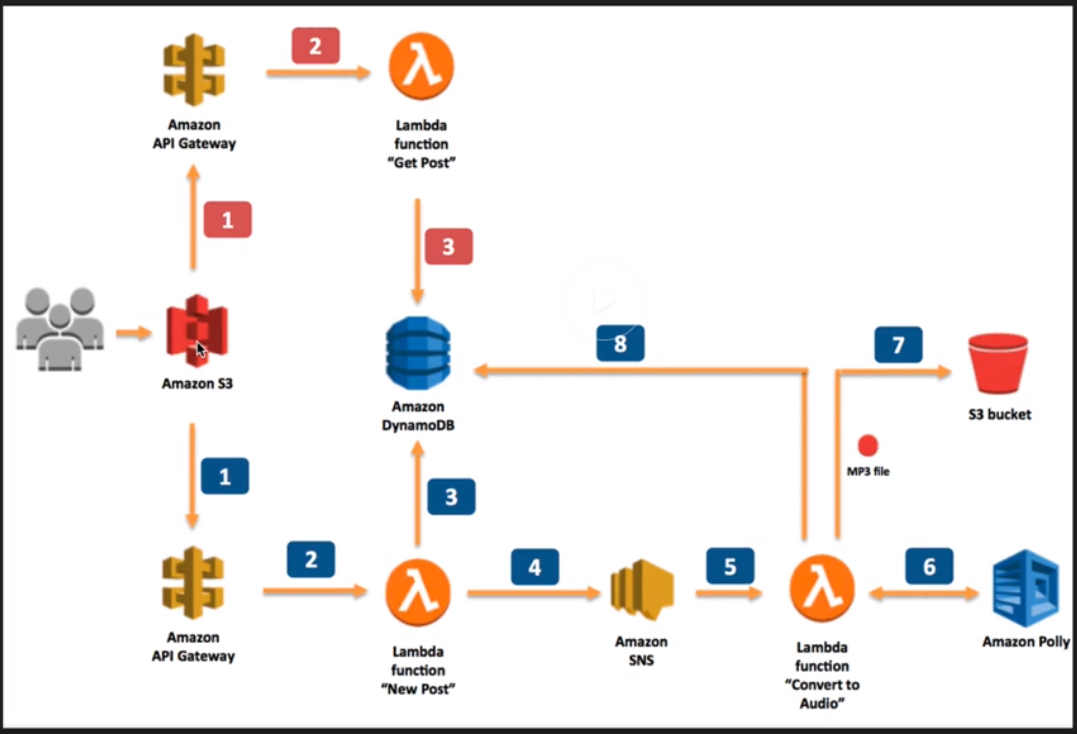 2
Amazon
API Gateway
Lambda
function
“Get Post”
1
3
Amazon S3
8
7
Amazon
DynamoDB
S3 bucket
MP3 file
1
3
2
4
5
6
Amazon
API Gateway
Lambda
function
“New Post”
Amazon
SNS
Lambda
function
“Convert to
Audio”
Amazon Polly